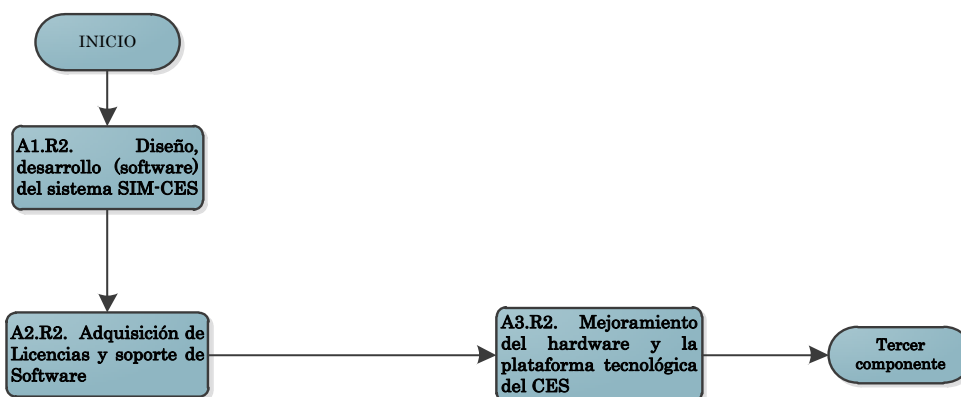 INICIO
A1.R2. Diseño,
desarrollo (software)
del sistema SIM-CES
A2.R2. Adquisición de
Licencias y soporte de
Software
A3.R2. Mejoramiento
del hardware y la
plataforma tecnológica
del CES
Tercer
componente